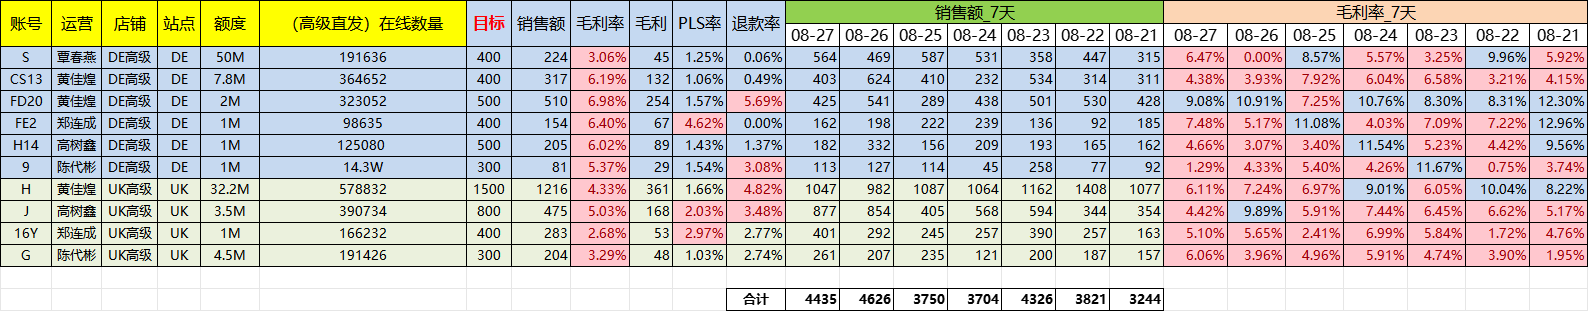 账号 运营 店铺 站点 额度 （高级直发）在线数量 目标 销售额 毛利率 毛利 PLS率 退款率 销售额_7天 毛利率_7天
08-27 08-26 08-25 08-24 08-23 08-22 08-21 08-27 08-26 08-25 08-24 08-23 08-22 08-21
S 覃春燕 DE高级 DE 50M 191636 400 224 3.06% 45 1.25% 0.06% 564 469 587 531 358 447 315 6.47% 0.00% 8.57% 5.57% 3.25% 9.96% 5.92%
CS13 黄佳煌 DE高级 DE 7.8M 364652 400 317 6.19% 132 1.06% 0.49% 403 624 410 232 534 314 311 4.38% 3.93% 7.92% 6.04% 6.58% 3.21% 4.15%
FD20 黄佳煌 DE高级 DE 2M 323052 500 510 6.98% 254 1.57% 5.69% 425 541 289 438 501 530 428 9.08% 10.91% 7.25% 10.76% 8.30% 8.31% 12.30%
FE2 郑连成 DE高级 DE 1M 98635 400 154 6.40% 67 4.62% 0.00% 162 198 222 239 136 92 185 7.48% 5.17% 11.08% 4.03% 7.09% 7.22% 12.96%
H14 高树鑫 DE高级 DE 1M 125080 500 205 6.02% 89 1.43% 1.37% 182 332 156 209 193 165 162 4.66% 3.07% 3.40% 11.54% 5.23% 4.42% 9.56%
9 陈代彬 DE高级 DE 1M 14.3W 300 81 5.37% 29 1.54% 3.08% 113 127 114 45 258 77 92 1.29% 4.33% 5.40% 4.26% 11.67% 0.75% 3.74%
H 黄佳煌 UK高级 UK 32.2M 578832 1500 1216 4.33% 361 1.66% 4.82% 1047 982 1087 1064 1162 1408 1077 6.11% 7.24% 6.97% 9.01% 6.05% 10.04% 8.22%
J 高树鑫 UK高级 UK 3.5M 390734 800 475 5.03% 168 2.03% 3.48% 877 854 405 568 594 344 354 4.42% 9.89% 5.91% 7.44% 6.45% 6.62% 5.17%
16Y 郑连成 UK高级 UK 1M 166232 400 283 2.68% 53 2.97% 2.77% 401 292 245 257 390 257 163 5.10% 5.65% 2.41% 6.99% 5.84% 1.72% 4.76%
G 陈代彬 UK高级 UK 4.5M 191426 300 204 3.29% 48 1.03% 2.74% 261 207 235 121 200 187 157 6.06% 3.96% 4.96% 5.91% 4.74% 3.90% 1.95%
合计 4435 4626 3750 3704 4326 3821 3244